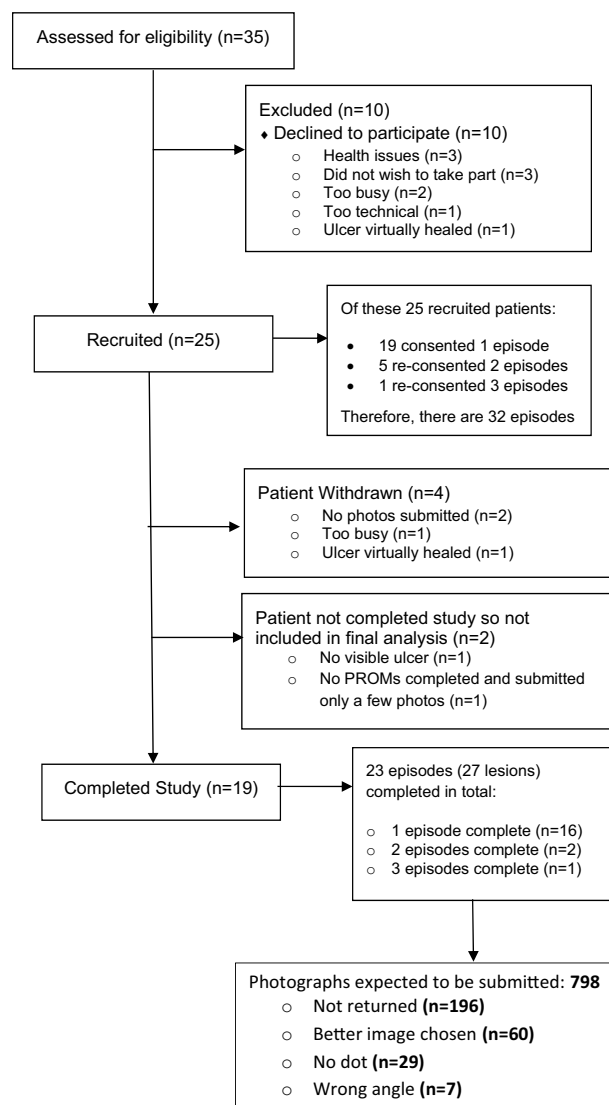 Assessed for eligibility (n=35)
Excluded (n=10)
♦ Declined to participate (n=10)
○ Health issues (n=3)
○ Did not wish to take part (n=3)
○ Too busy (n=2)
○ Too technical (n=1)
○ Ulcer virtually healed (n=1)
Recruited (n=25)
Of these 25 recruited patients:
• 19 consented 1 episode
• 5 re-consented 2 episodes
• 1 re-consented 3 episodes
Therefore, there are 32 episodes
Patient Withdrawn (n=4)
○ No photos submitted (n=2)
○ Too busy (n=1)
○ Ulcer virtually healed (n=1)
Patient not completed study so not
included in final analysis (n=2)
○ No visible ulcer (n=1)
○ No PROMs completed and submitted
only a few photos (n=1)
Completed Study (n=19)
23 episodes (27 lesions)
completed in total:
○ 1 episode complete (n=16)
○ 2 episodes complete (n=2)
○ 3 episodes complete (n=1)
Photographs expected to be submitted: 798
○ Not returned (n=196)
○ Better image chosen (n=60)
○ No dot (n=29)
○ Wrong angle (n=7)